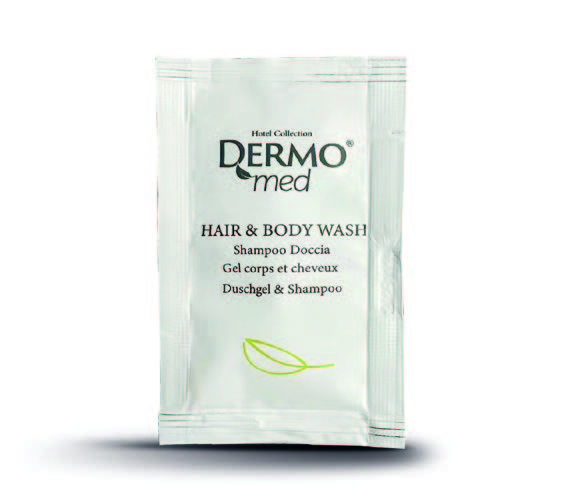 Hotel Collection
DERMO®
med
HAIR & BODY WASH
Shampoo Doccia
Gel corps et cheveux
Duschgel & Shampoo